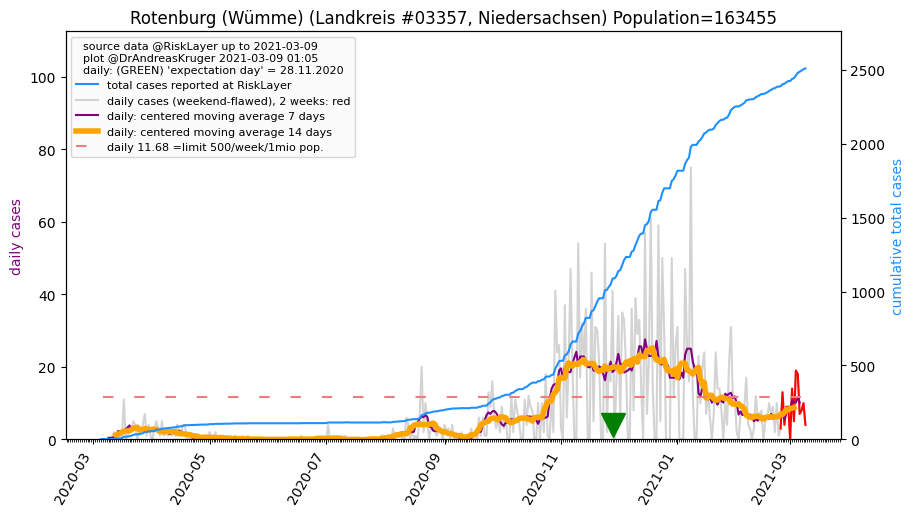 Rotenburg (Wümme) (Landkreis #03357, Niedersachsen) Population=163455
source data @RiskLayer up to 2021-03-09
plot @DrAndreasKruger 2021-03-09 01:05
daily: (GREEN) 'expectation day' = 28.11.2020
total cases reported at RiskLayer
daily cases (weekend-flawed), 2 weeks: red
daily: centered moving average 7 days
daily: centered moving average 14 days
daily 11.68 =limit 500/week/1mio pop.
daily cases
100
80
60
40
20
0
cumulative total cases
2500
2000
1500
1000
500
0
2020-03
2020-05
2020-07
2020-09
2020-11
2021-01
2021-03